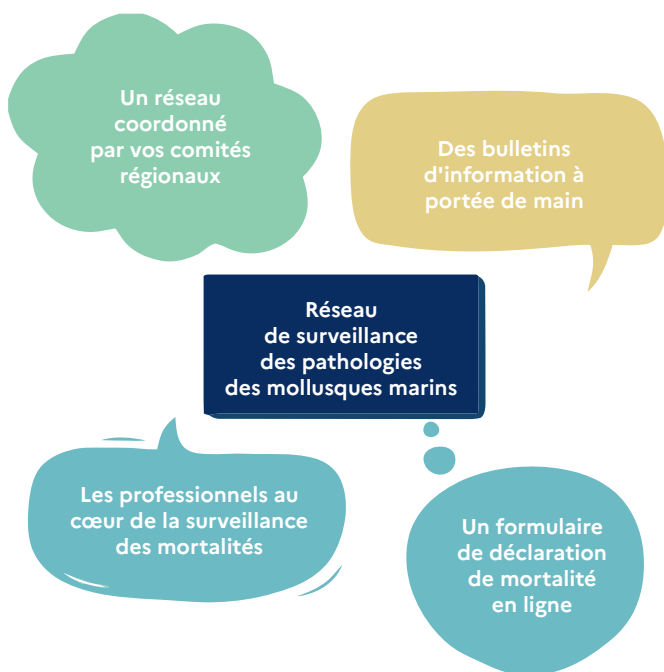 Un réseau
coordonné
par vos comités
régionaux
Des bulletins
d'information à
portée de main
Réseau
de surveillance
des pathologies
des mollusques marins
Les professionnels au
cœur de la surveillance
des mortalités
Un formulaire
de déclaration
de mortalité
en ligne